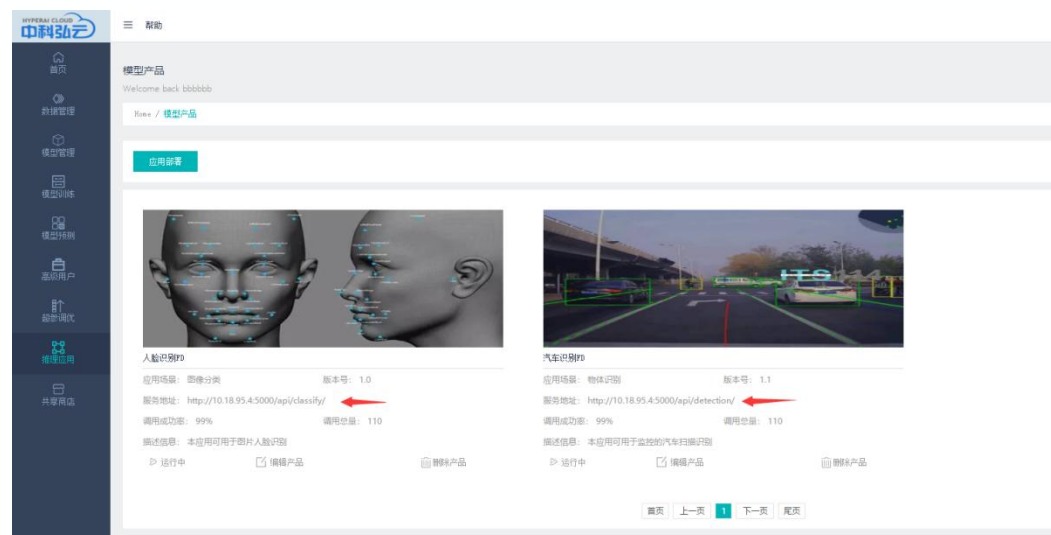 HYPERAI CLOUD
中科弘云
帮助
首页
数据管理
模型管理
模型训练
模型预测
高级用户
超参调优
推理应用
共享商店
模型产品
Welcome back bbbbbb
Home / 模型产品
应用部署
人脸识别PD
应用场景： 图像分类 版本号： 1.0
服务地址： http://10.18.95.4:5000/api/classify/
调用成功率： 99% 调用总量： 110
描述信息： 本应用可用于图片人脸识别
运行中 编辑产品 删除产品
ITS
汽车识别PD
应用场景： 物体识别 版本号： 1.1
服务地址： http://10.18.95.4:5000/api/detection/
调用成功率： 99% 调用总量： 110
描述信息： 本应用可用于监控的汽车扫描识别
运行中 编辑产品 删除产品
首页 上一页 1 下一页 尾页